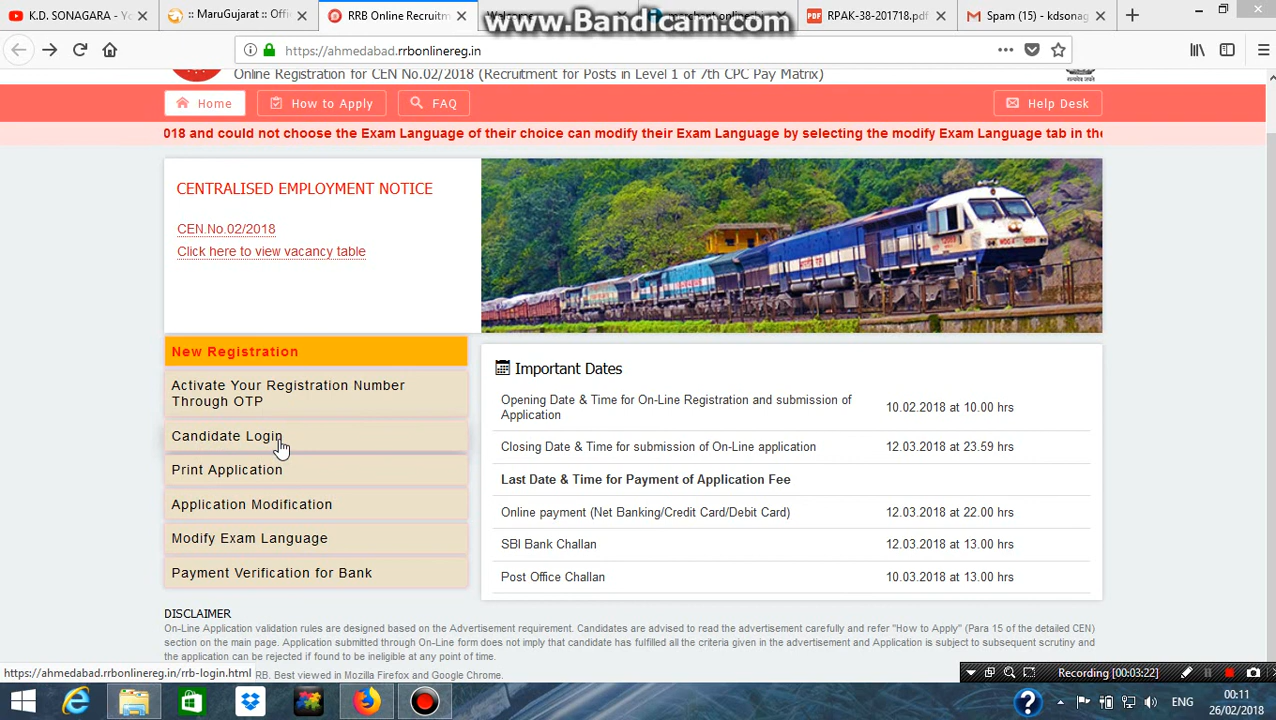 K.D. SONAGARA - Yo
:: MaruGujarat :: Offi
RRB Online Recruitm
RPAK-38-201718.pdf
Spam (15) - kdsonag
www.Bandicam.com
https://ahmedabad.rrbonlinereg.in
Online Registration for CEN No.02/2018 (Recruitment for Posts in Level 1 of 7th CPC Pay Matrix)
Home
How to Apply
FAQ
Help Desk
018 and could not choose the Exam Language of their choice can modify their Exam Language by selecting the modify Exam Language tab in the
CENTRALISED EMPLOYMENT NOTICE
CEN.No.02/2018
Click here to view vacancy table
New Registration
Activate Your Registration Number
Through OTP
Candidate Login
Print Application
Application Modification
Modify Exam Language
Payment Verification for Bank
Important Dates
Opening Date & Time for On-Line Registration and submission of
Application
10.02.2018 at 10.00 hrs
Closing Date & Time for submission of On-Line application
12.03.2018 at 23.59 hrs
Last Date & Time for Payment of Application Fee
Online payment (Net Banking/Credit Card/Debit Card)
12.03.2018 at 22.00 hrs
SBI Bank Challan
12.03.2018 at 13.00 hrs
Post Office Challan
10.03.2018 at 13.00 hrs
DISCLAIMER
On-Line Application validation rules are designed based on the Advertisement requirement. Candidates are advised to read the advertisement carefully and refer "How to Apply" (Para 15 of the detailed CEN)
section on the main page. Application submitted through On-Line form does not imply that candidate has fulfilled all the criteria given in the advertisement and Application is subject to subsequent scrutiny and
the application can be rejected if found to be ineligible at any point of time.
https://ahmedabad.rrbonlinereg.in/rrb-login.html
RB. Best viewed in Mozilla Firefox and Google Chrome.
Recording [00:03:22]
ENG
00:11
26/02/2018